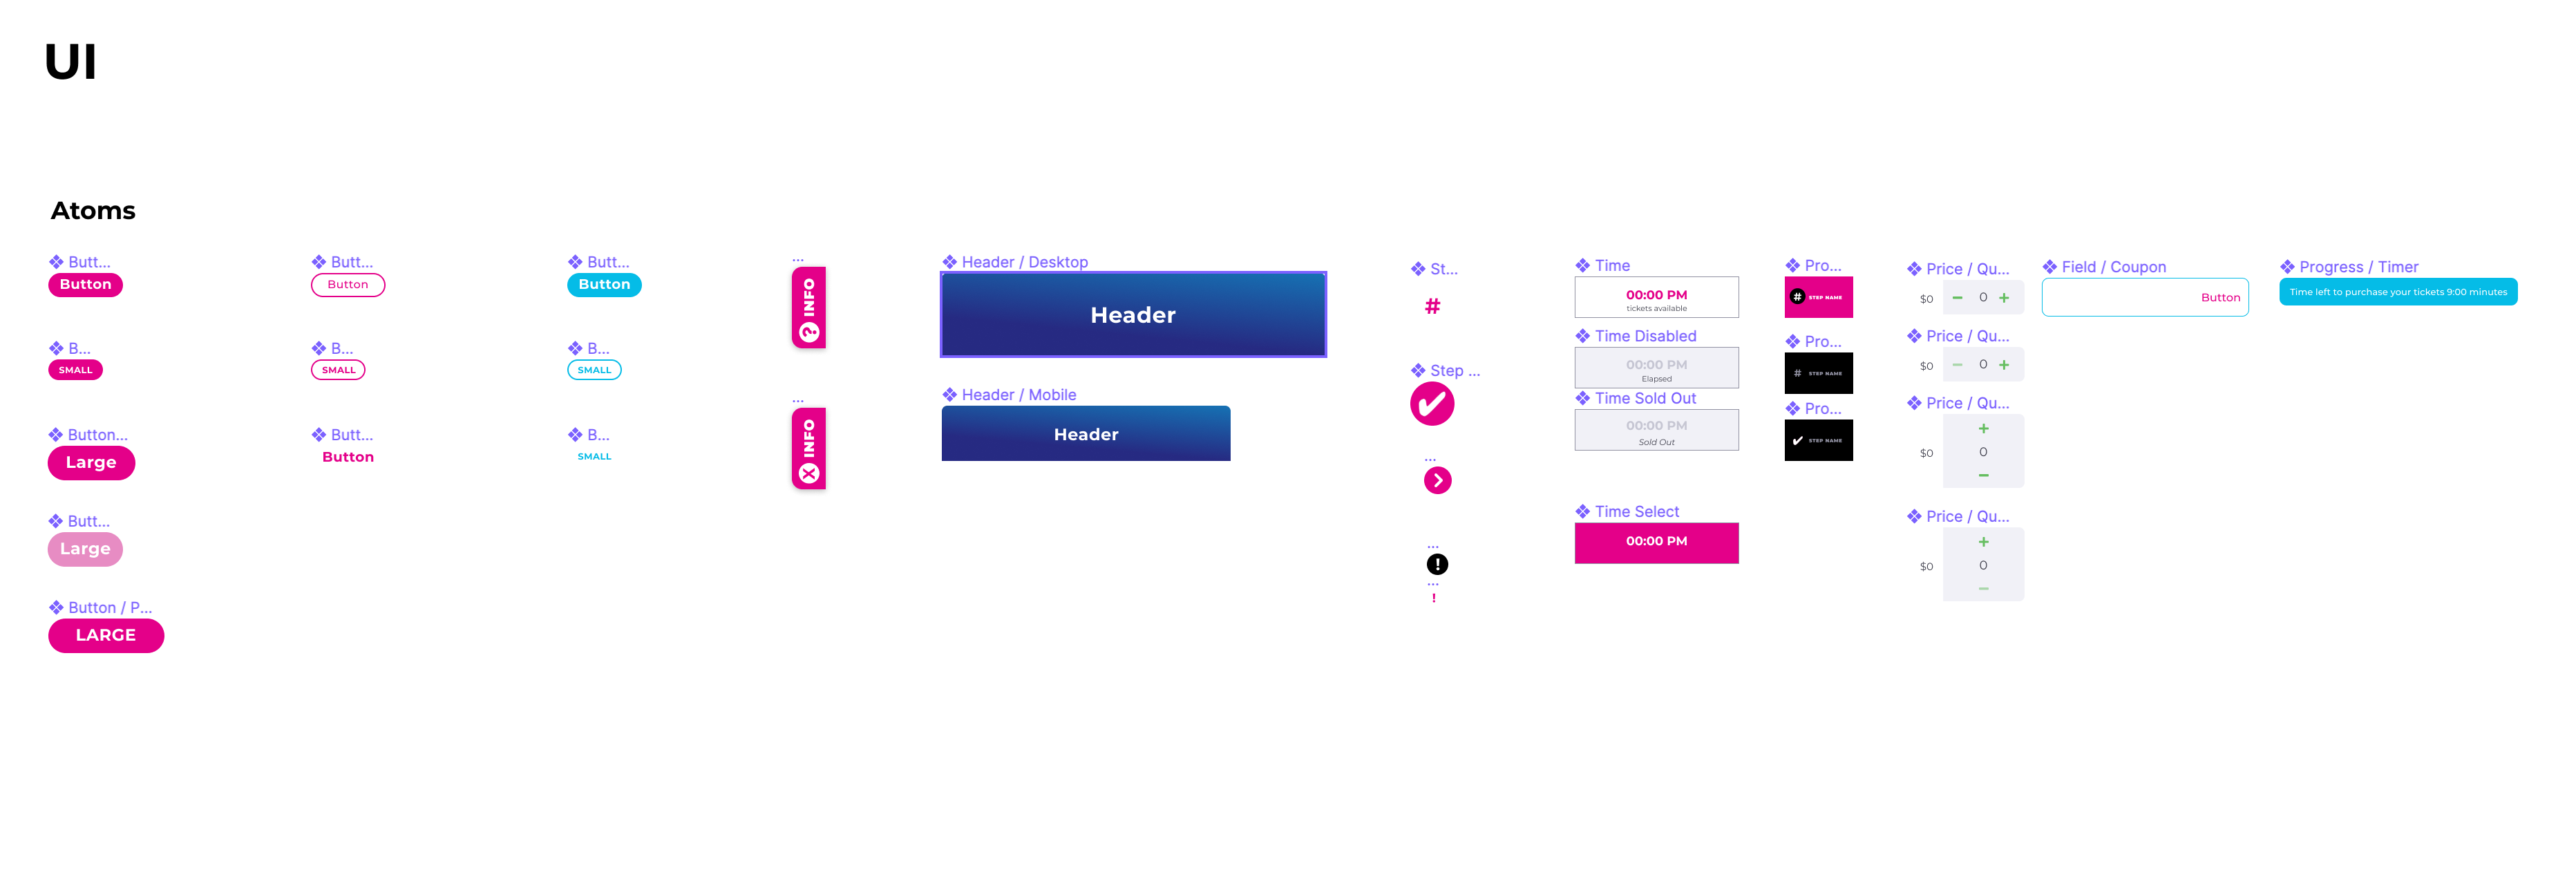 UI
Atoms
Butt...
Button
B...
SMALL
Button...
Large
Butt...
Large
Button / P...
LARGE
Butt...
Button
B...
SMALL
Butt...
Button
Butt...
Button
B...
SMALL
B...
SMALL
...
? INFO
...
X INFO
Header / Desktop
Header
Header / Mobile
Header
St...
#
Step ...
...
...
!
...
!
Time
00:00 PM
tickets available
Time Disabled
00:00 PM
Elapsed
Time Sold Out
00:00 PM
Sold Out
Time Select
00:00 PM
Pro...
# STEP NAME
Pro...
# STEP NAME
Pro...
STEP NAME
Price / Qu...
$0 − 0 +
Price / Qu...
$0 − 0 +
Price / Qu...
+
$0 0
−
Price / Qu...
+
$0 0
−
Field / Coupon
Button
Progress / Timer
Time left to purchase your tickets 9:00 minutes